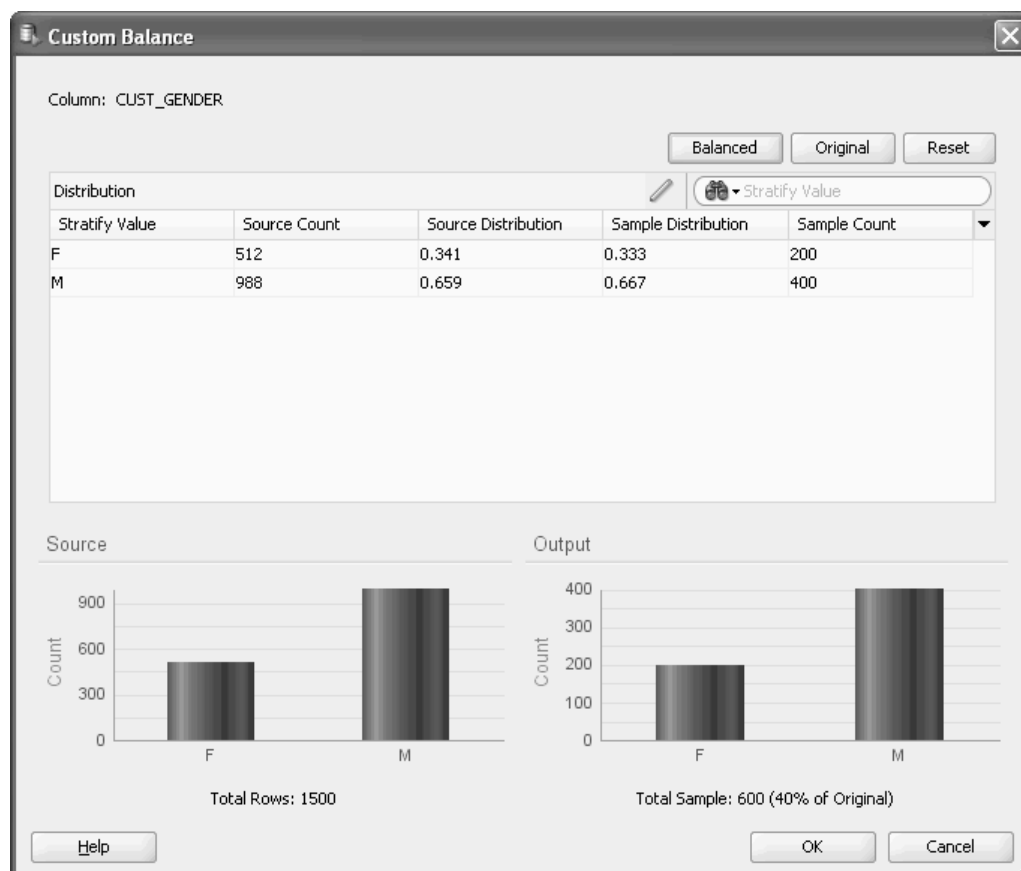 Custom Balance
Column: CUST_GENDER
Balanced Original Reset
Distribution Stratify Value
Stratify Value Source Count Source Distribution Sample Distribution Sample Count
F 512 0.341 0.333 200
M 988 0.659 0.667 400
Source
Count
900
600
300
0
F M
Total Rows: 1500
Output
Count
400
300
200
100
0
F M
Total Sample: 600 (40% of Original)
Help OK Cancel